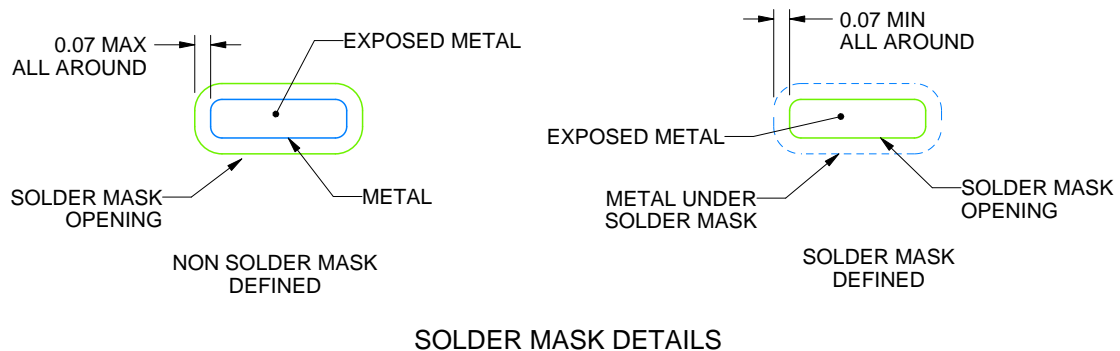 0.07 MAX
ALL AROUND
EXPOSED METAL
SOLDER MASK
OPENING
METAL
NON SOLDER MASK
DEFINED
0.07 MIN
ALL AROUND
EXPOSED METAL
METAL UNDER
SOLDER MASK
SOLDER MASK
OPENING
SOLDER MASK
DEFINED
SOLDER MASK DETAILS